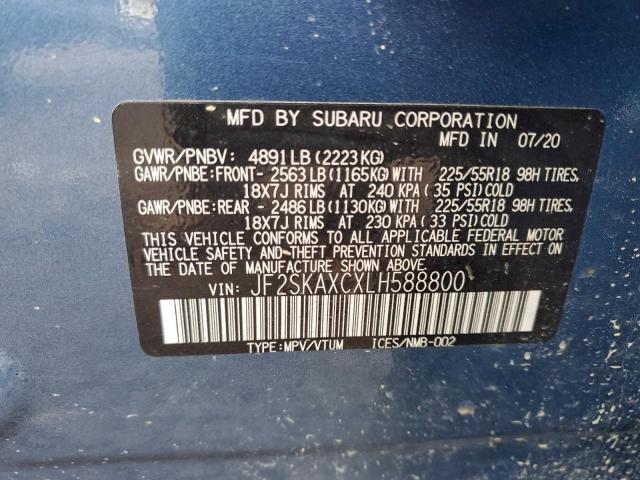 MFD BY SUBARU CORPORATION
MFD IN 07/20
GVWR/PNBV: 4891LB(2223KG)
GAWR/PNBE:FRONT- 2563LB(1165KG)WITH 225/55R18 98H TIRES,
18X7J RIMS AT 240 KPA(35 PSI)COLD
GAWR/PNBE:REAR - 2486LB(1130KG)WITH 225/55R18 98H TIRES,
18X7J RIMS AT 230 KPA(33 PSI)COLD
THIS VEHICLE CONFORMS TO ALL APPLICABLE FEDERAL MOTOR
VEHICLE SAFETY STANDARDS IN EFFECT ON THE DATE
OF MANUFACTURE SHOWN ABOVE.
VIN: JF2SKAXCXLH588800
TYPE:MPV/VTUM ICES/NMB-002